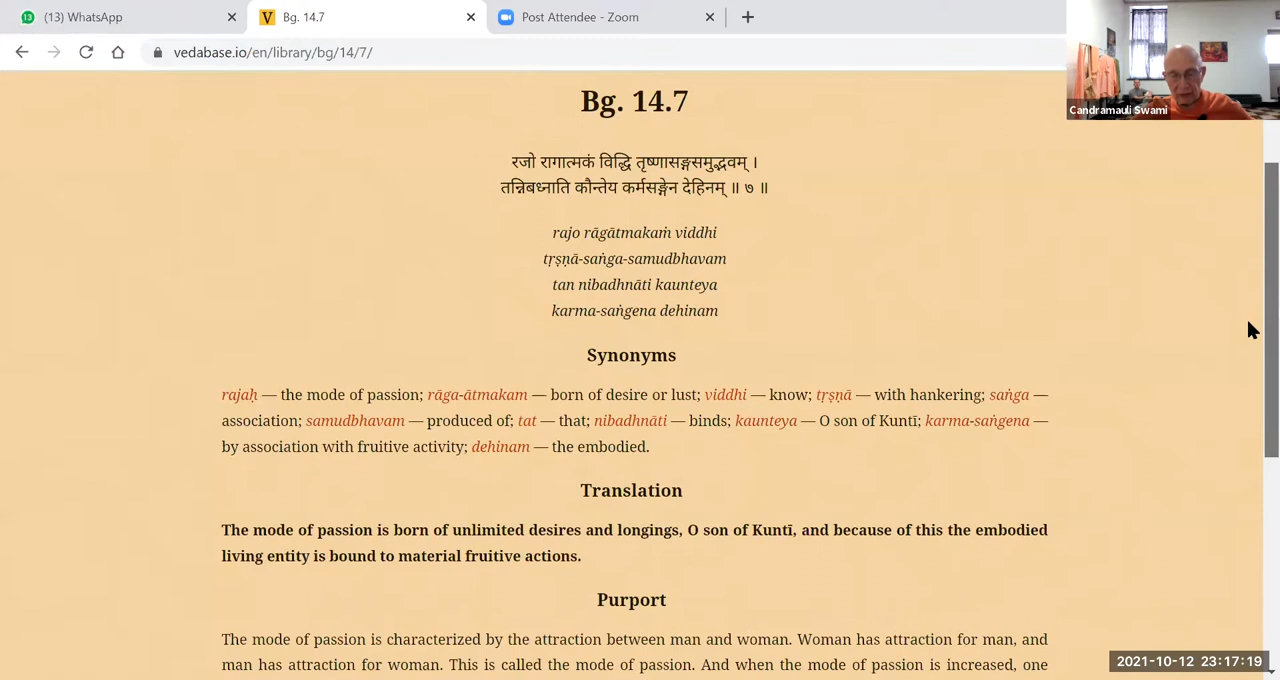 13 (13) WhatsApp
V Bg. 14.7
Post Attendee - Zoom
vedabase.io/en/library/bg/14/7/
Candramauli Swami
Bg. 14.7
रजो रागात्मकं विद्धि तृष्णासङ्गसमुद्भवम् ।
तन्निबध्नाति कौन्तेय कर्मसङ्गेन देहिनम् ॥ ७ ॥
rajo rāgātmakaṁ viddhi
tṛṣṇā-saṅga-samudbhavam
tan nibadhnāti kaunteya
karma-saṅgena dehinam
Synonyms
rajaḥ — the mode of passion; rāga-ātmakam — born of desire or lust; viddhi — know; tṛṣṇā — with hankering; saṅga —
association; samudbhavam — produced of; tat — that; nibadhnāti — binds; kaunteya — O son of Kuntī; karma-saṅgena —
by association with fruitive activity; dehinam — the embodied.
Translation
The mode of passion is born of unlimited desires and longings, O son of Kuntī, and because of this the embodied
living entity is bound to material fruitive actions.
Purport
The mode of passion is characterized by the attraction between man and woman. Woman has attraction for man, and
man has attraction for woman. This is called the mode of passion. And when the mode of passion is increased, one
2021-10-12 23:17:19